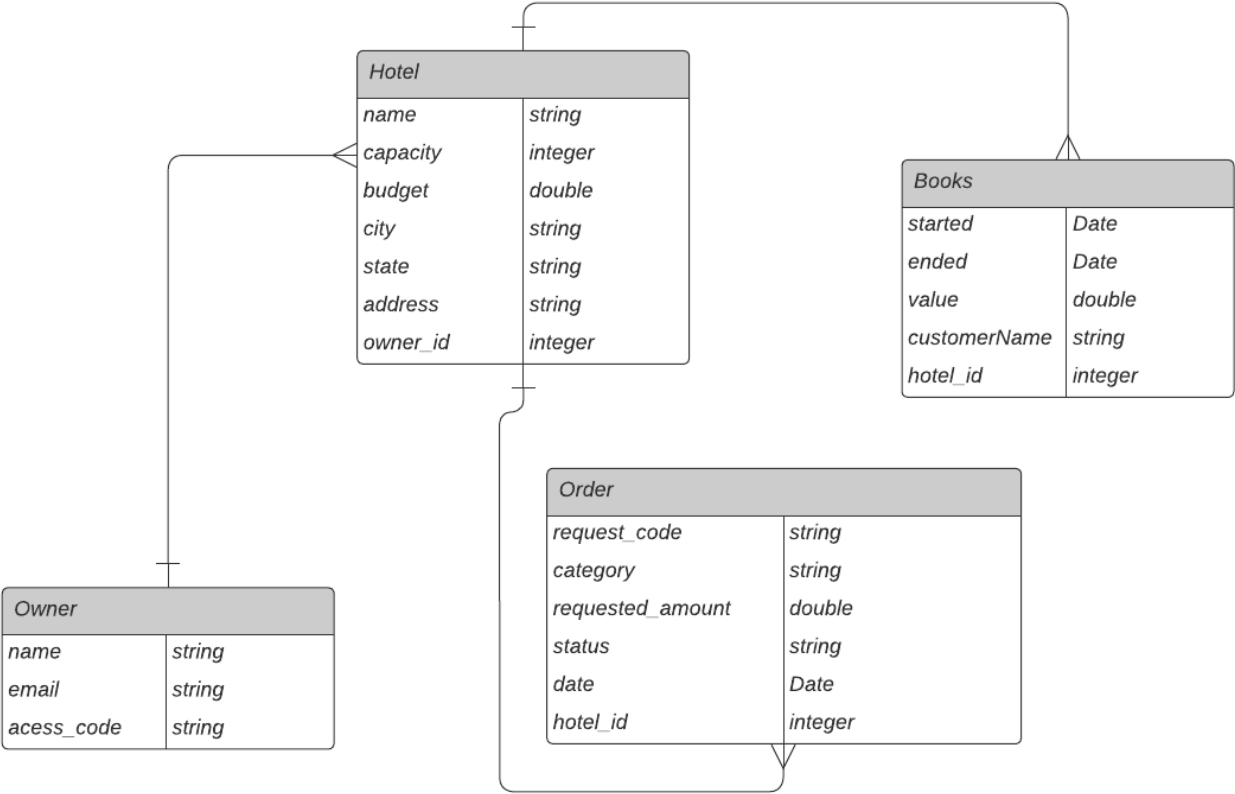 Hotel
name string
capacity integer
budget double
city string
state string
address string
owner_id integer
Books
started Date
ended Date
value double
customerName string
hotel_id integer
Order
request_code string
category string
requested_amount double
status string
date Date
hotel_id integer
Owner
name string
email string
acess_code string